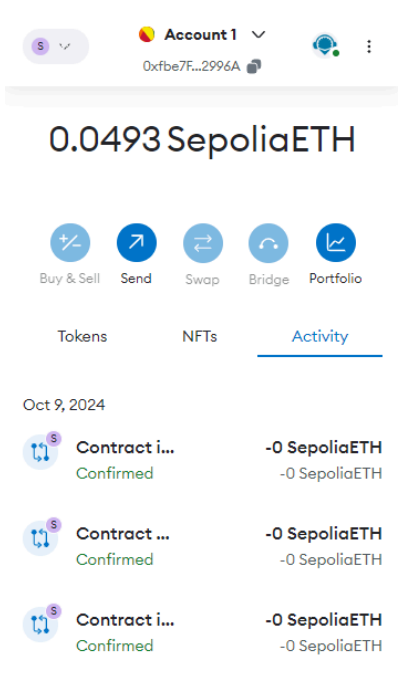 S Account 1
0xfbe7F...2996A
0.0493 SepoliaETH
Buy & Sell Send Swap Bridge Portfolio
Tokens NFTs Activity
Oct 9, 2024
S
Contract i... -0 SepoliaETH
Confirmed -0 SepoliaETH
S
Contract ... -0 SepoliaETH
Confirmed -0 SepoliaETH
S
Contract i... -0 SepoliaETH
Confirmed -0 SepoliaETH